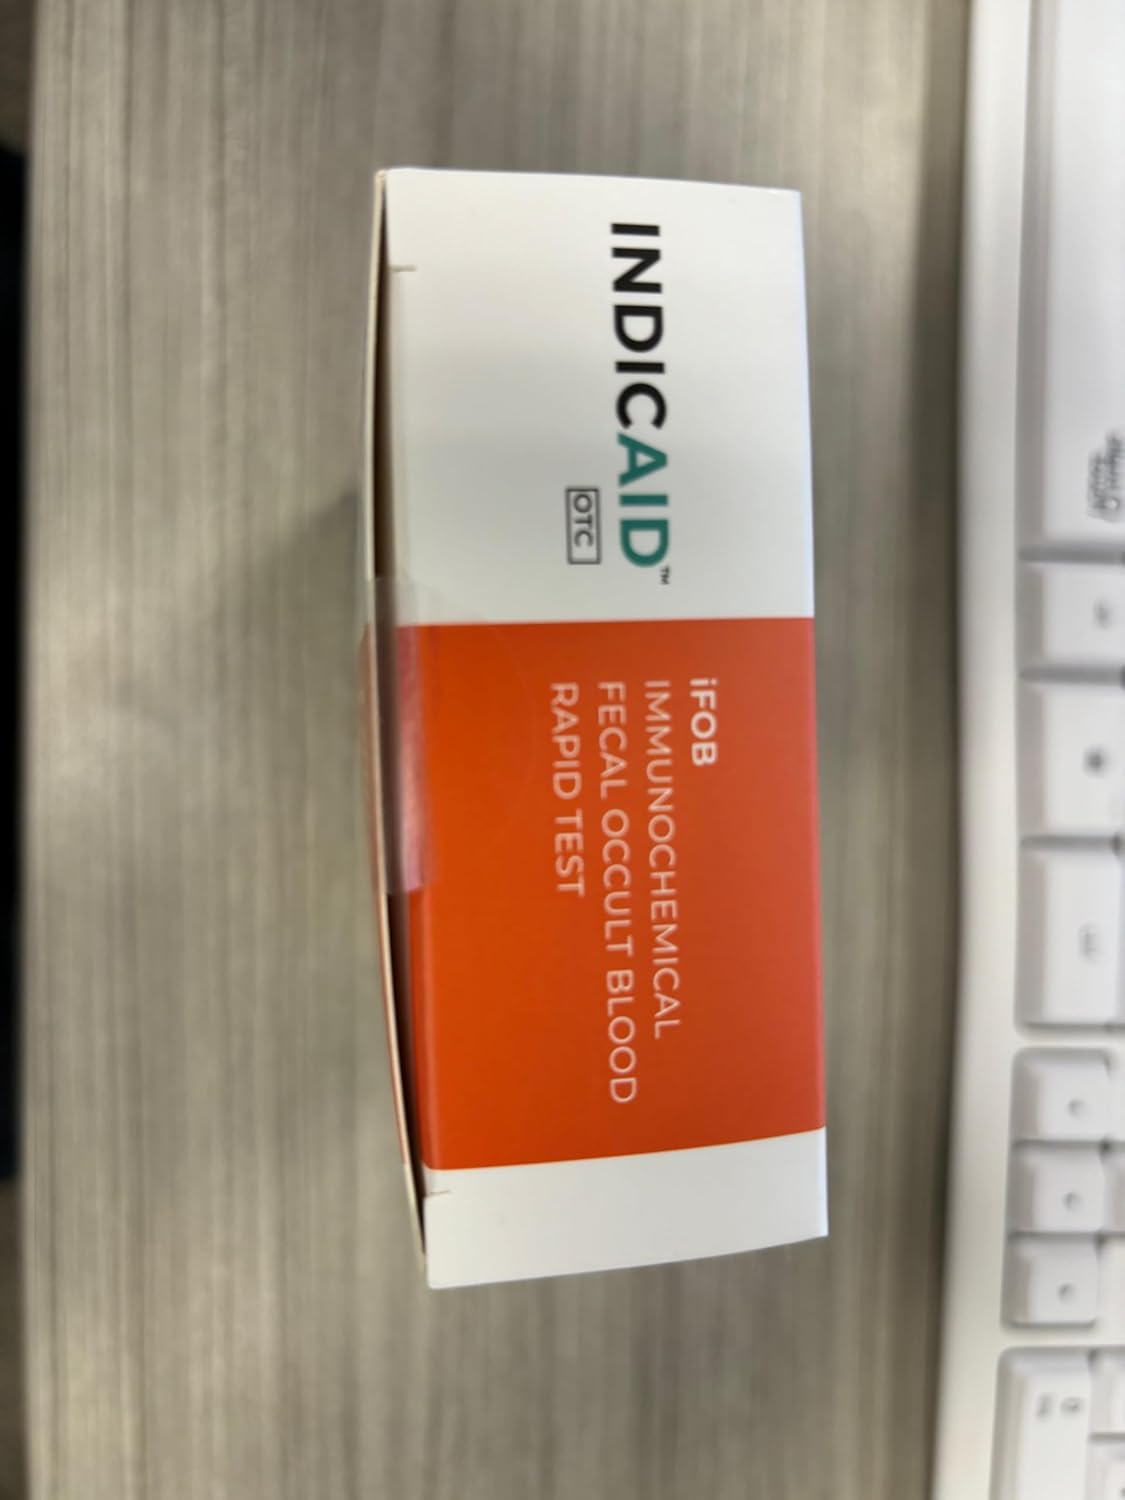 INDICAID™
OTC
iFOB
IMMUNOCHEMICAL
FECAL OCCULT BLOOD
RAPID TEST